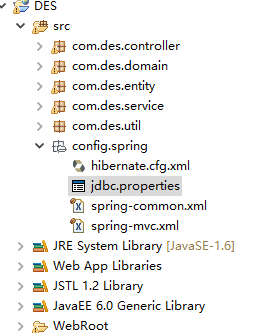 DES
src
com.des.controller
com.des.domain
com.des.entity
com.des.service
com.des.util
config.spring
hibernate.cfg.xml
jdbc.properties
spring-common.xml
spring-mvc.xml
JRE System Library [JavaSE-1.6]
Web App Libraries
JSTL 1.2 Library
JavaEE 6.0 Generic Library
WebRoot